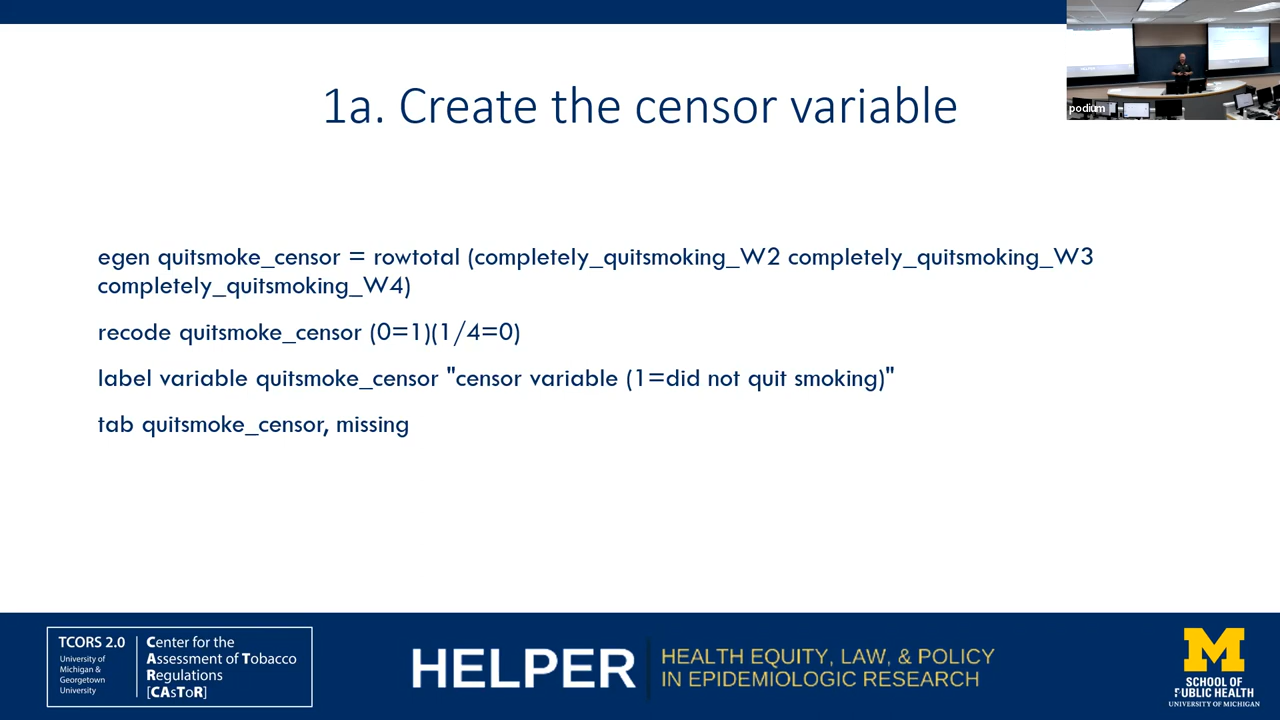 podium
1a. Create the censor variable
egen quitsmoke_censor = rowtotal (completely_quitsmoking_W2 completely_quitsmoking_W3
completely_quitsmoking_W4)
recode quitsmoke_censor (0=1)(1/4=0)
label variable quitsmoke_censor "censor variable (1=did not quit smoking)"
tab quitsmoke_censor, missing
TCORS 2.0
University of
Michigan &
Georgetown
University
Center for the
Assessment of Tobacco
Regulations
[CAsToR]
HELPER
HEALTH EQUITY, LAW, & POLICY
IN EPIDEMIOLOGIC RESEARCH
M
SCHOOL OF
PUBLIC HEALTH
UNIVERSITY OF MICHIGAN